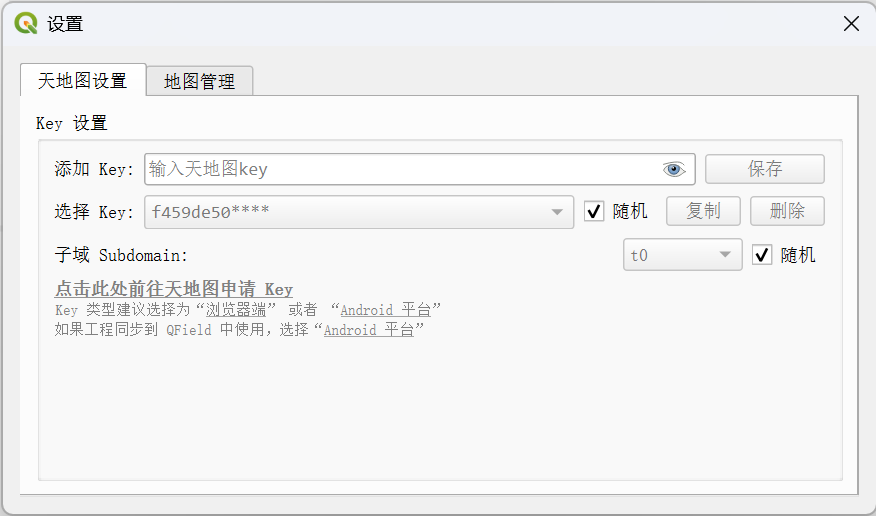 设置
天地图设置 地图管理
Key 设置
添加 Key: 输入天地图key 保存
选择 Key: f459de50**** 随机 复制 删除
子域 Subdomain: t0 随机
点击此处前往天地图申请 Key
Key 类型建议选择为“浏览器端” 或者 “Android 平台”
如果工程同步到 QField 中使用，选择“Android 平台”